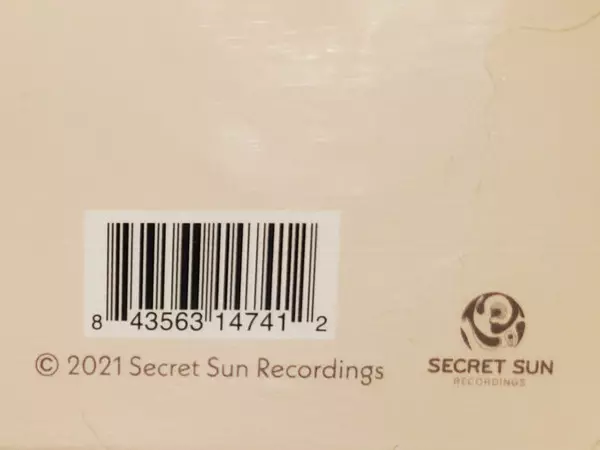 8 43563 14741 2
© 2021 Secret Sun Recordings
SECRET SUN
RECORDINGS